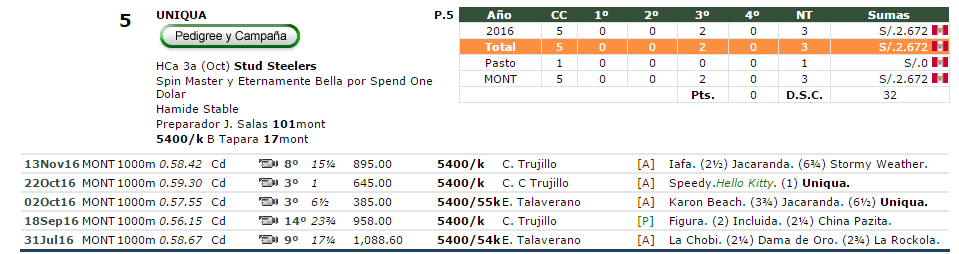 5
UNIQUA
P.5
Pedigree y Campaña
HCa 3a (Oct) Stud Steelers
Spin Master y Eternamente Bella por Spend One
Dolar
Hamide Stable
Preparador J. Salas 101mont
5400/k B Tapara 17mont
Año CC 1º 2º 3º 4º NT Sumas
2016 5 0 0 2 0 3 S/.2.672
Total 5 0 0 2 0 3 S/.2.672
Pasto 1 0 0 0 0 1 S/.0
MONT 5 0 0 2 0 3 S/.2.672
Pts. 0 D.S.C. 32
13Nov16 MONT 1000m 0.58.42 Cd 8º 15¼ 895.00 5400/k C. Trujillo [A] Iafa. (2½) Jacaranda. (6¾) Stormy Weather.
22Oct16 MONT 1000m 0.59.30 Cd 3º 1 645.00 5400/k C. C Trujillo [A] Speedy.Hello Kitty. (1) Uniqua.
02Oct16 MONT 1000m 0.57.55 Cd 3º 6½ 385.00 5400/55k E. Talaverano [A] Karon Beach. (3¾) Jacaranda. (6½) Uniqua.
18Sep16 MONT 1000m 0.56.15 Cd 14º 23¾ 958.00 5400/k C. Trujillo [P] Figura. (2) Incluida. (2¼) China Pazita.
31Jul16 MONT 1000m 0.58.67 Cd 9º 17¼ 1,088.60 5400/54k E. Talaverano [A] La Chobi. (2¼) Dama de Oro. (2¾) La Rockola.